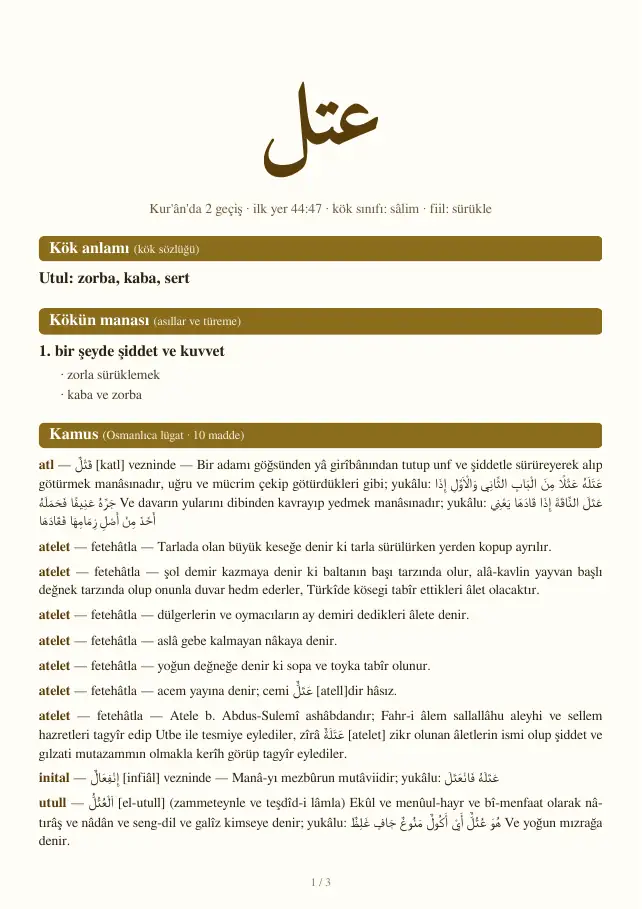 عتل
Kur'ân'da 2 geçiş · ilk yer 44:47 · kök sınıfı: sâlim · fiil: sürükle
Kök anlamı (kök sözlüğü)
Utul: zorba, kaba, sert
Kökün manası (asıllar ve türeme)
1. bir şeyde şiddet ve kuvvet
· zorla sürüklemek
· kaba ve zorba
Kamus (Osmanlıca lügat · 10 madde)
atl — قَتْلٌ [katl] vezninde — Bir adamı göğsünden yâ girîbânından tutup unf ve şiddetle sürüreyerek alıp
götürmek manâsınadır, uğru ve mücrim çekip götürdükleri gibi; yukâlu: عَتَلَهُ عَتْلًا مِنَ الْبَابِ الثَّانِي وَالْأَوَّلِ إِذَا
جَرَّهُ عَنِيفًا فَحَمَلَهُ Ve davarın yularını dibinden kavrayıp yedmek manâsınadır; yukâlu: عَتَلَ النَّاقَةَ إِذَا قَادَهَا يَعْنِي
أَخَذَ مِنْ أَصْلِ زِمَامِهَا فَقَادَهَا
atelet — fetehâtla — Tarlada olan büyük keseğe denir ki tarla sürülürken yerden kopup ayrılır.
atelet — fetehâtla — şol demir kazmaya denir ki baltanın başı tarzında olur, alâ-kavlin yayvan başlı
değnek tarzında olup onunla duvar hedm ederler, Türkîde kösegi tabîr ettikleri âlet olacaktır.
atelet — fetehâtla — dülgerlerin ve oymacıların ay demiri dedikleri âlete denir.
atelet — fetehâtla — aslâ gebe kalmayan nâkaya denir.
atelet — fetehâtla — yoğun değneğe denir ki sopa ve toyka tabîr olunur.
atelet — fetehâtla — acem yayına denir; cemi عَتَلٌ [atell]dir hâsız.
atelet — fetehâtla — Atele b. Abdus-Sulemî ashâbdandır; Fahr-i âlem sallallâhu aleyhi ve sellem
hazretleri tagyîr edip Utbe ile tesmiye eylediler, zîrâ عَتَلَةٌ [atelet] zikr olunan âletlerin ismi olup şiddet ve
gılzati mutazammın olmakla kerîh görüp tagyîr eylediler.
inital — إِنْفِعَالٌ [infiâl] vezninde — Manâ-yı mezbûrun mutâviidir; yukâlu: عَتَلَهُ فَانْعَتَلَ
utull — اَلْعُتُلُّ [el-utull] (zammeteynle ve teşdîd-i lâmla) Ekûl ve menûul-hayr ve bî-menfaat olarak nâ-
tırâş ve nâdân ve seng-dil ve galîz kimseye denir; yukâlu: هُوَ عُتُلٌّ أَيْ أَكُولٌ مَنُوعٌ جَافٍ غَلِيظٌ Ve yoğun mızrağa
denir.
1 / 3